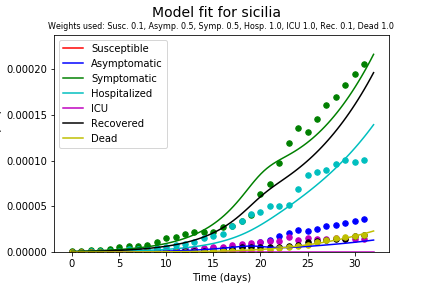 Model fit for sicilia
Weights used: Susc. 0.1, Asymp. 0.5, Symp. 0.5, Hosp. 1.0, ICU 1.0, Rec. 0.1, Dead 1.0
Susceptible
Asymptomatic
Symptomatic
Hospitalized
ICU
Recovered
Dead
0.00020
0.00015
0.00010
0.00005
0.00000
0 5 10 15 20 25 30
Time (days)